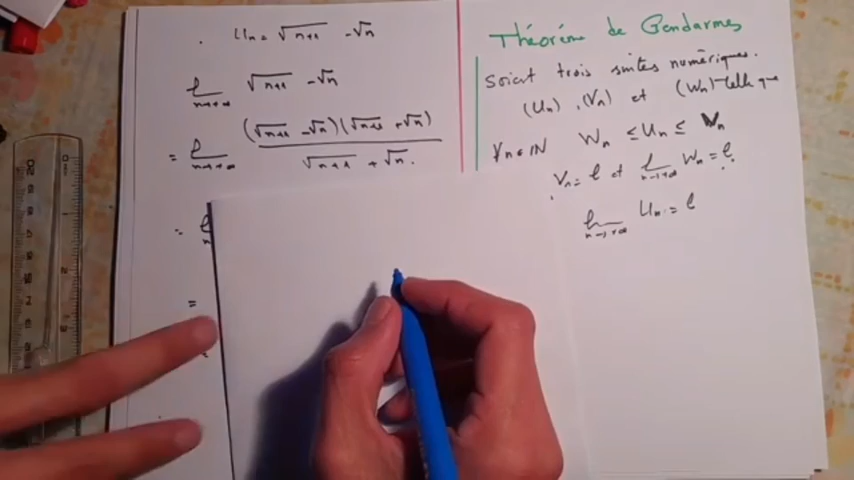 Un = √n+1 - √n
lim n→+∞ √n+1 - √n
= lim n→+∞ (√n+1 - √n)(√n+1 + √n) / √n+1 + √n.
=
=
Théorème de Gendarmes
Soient trois suites numériques.
(Un), (Vn) et (Wn) telle que
∀n∈IN Wn ≤ Un ≤ Vn
Vn = l et lim n→+∞ Wn = l
lim n→+∞ Un = l